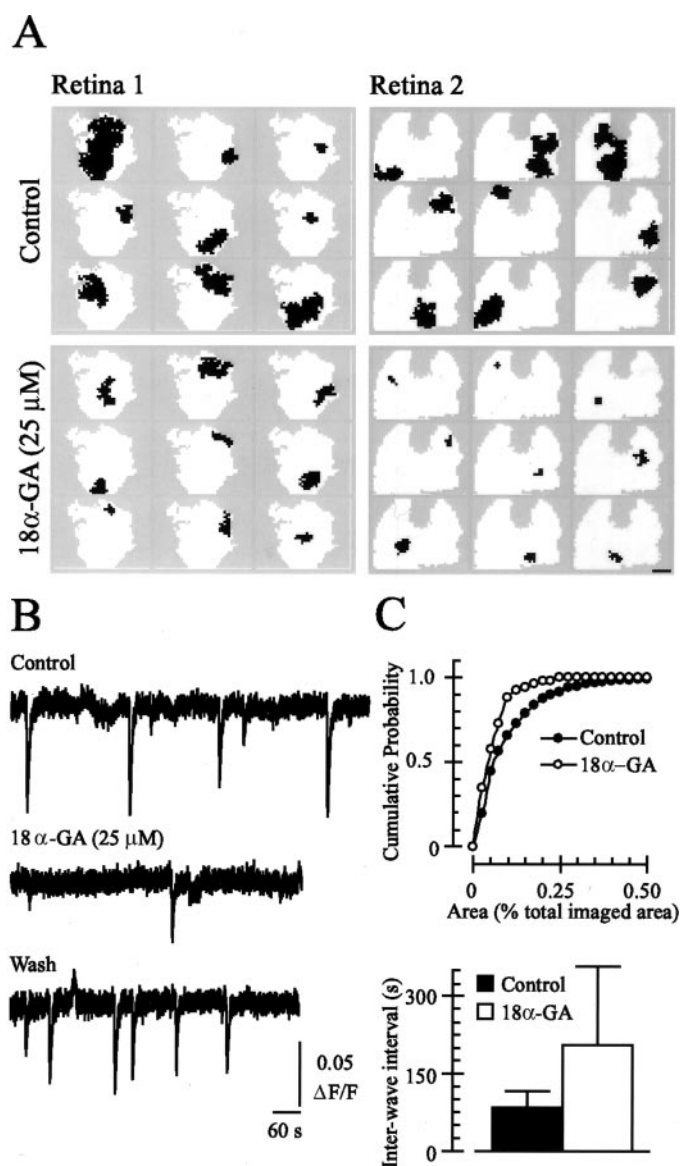 A
Retina 1
Retina 2
Control
18α-GA (25 μM)
B
Control
18 α-GA (25 μM)
Wash
0.05
ΔF/F
60 s
C
Cumulative Probability
1.0
0.5
0
Control
18α-GA
0
0.25
0.50
Area (% total imaged area)
Inter-wave interval (s)
300
150
0
Control
18α-GA